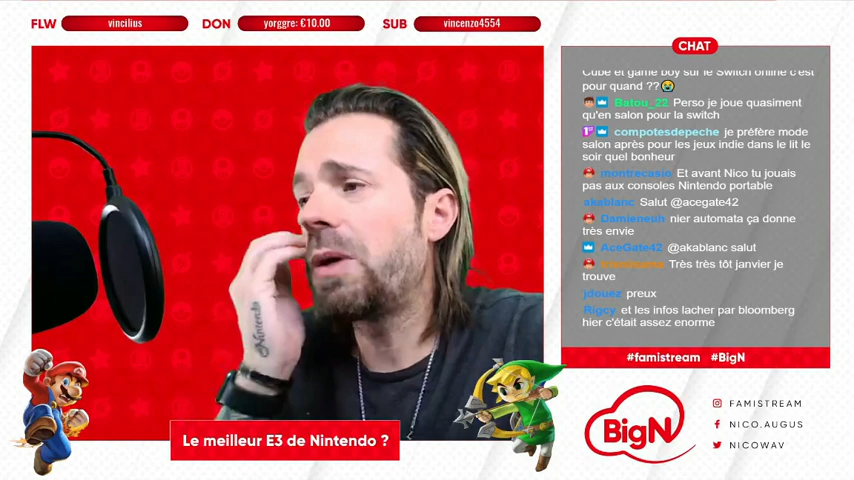 FLW vincilius DON yorggre: €10.00 SUB vincenzo4554
CHAT
Cube et game boy sur le Switch online c'est
pour quand ??
Batou_22 Perso je joue quasiment
qu'en salon pour la switch
compotesdepeche je préfère mode
salon après pour les jeux indie dans le lit le
soir quel bonheur
montrecasio Et avant Nico tu jouais
pas aux consoles Nintendo portable
akablanc Salut @acegate42
Damieneuh nier automata ça donne
très envie
AceGate42 @akablanc salut
Très très tôt janvier je
trouve
jdouez preux
Rigcy et les infos lacher par bloomberg
hier c'était assez enorme
#famistream #BigN
Nintendo
Le meilleur E3 de Nintendo ?
BigN
FAMISTREAM
NICO.AUGUS
NICOWAV